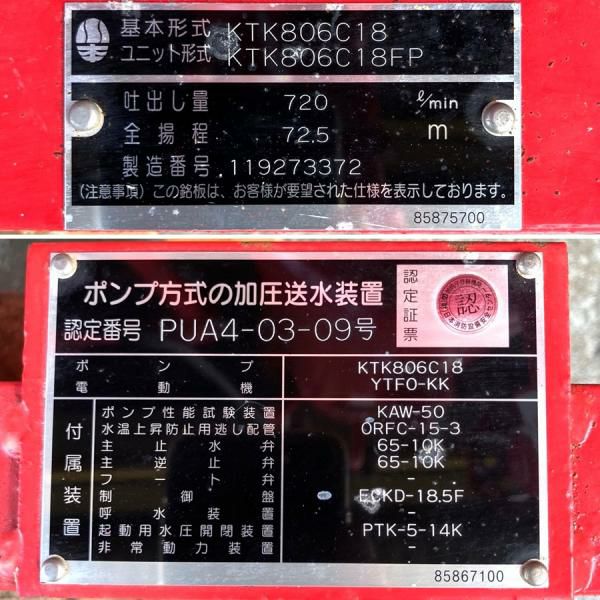 基本形式 KTK806C18
ユニット形式 KTK806C18FP
吐出し量 720 ℓ/min
全揚程 72.5 m
製造番号 119273372
(注意事項) この銘板は、お客様が要望された仕様を表示しております。
85875700
ポンプ方式の加圧送水装置
認定番号 PUA4-03-09号
認定証票
認
ポンプ KTK806C18
電動機 YTFO-KK
付属装置
ポンプ性能試験装置 KAW-50
水温上昇防止用逃し配管 ORFC-15-3
主止水弁 65-10K
主逆止弁 65-10K
フート弁 -
制御盤 ECKD-18.5F
呼水装置 -
起動用水圧開閉装置 PTK-5-14K
非常動力装置 -
85867100